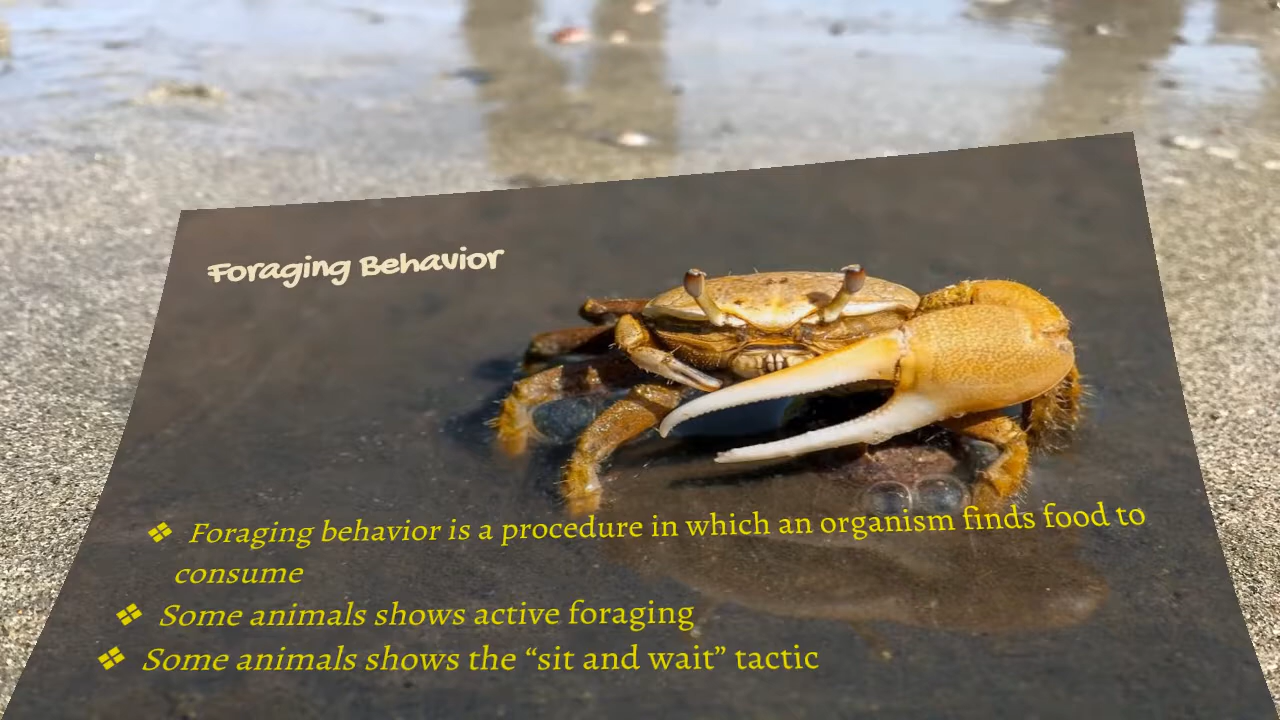 Foraging Behavior
❖ Foraging behavior is a procedure in which an organism finds food to
consume
❖ Some animals shows active foraging
❖ Some animals shows the “sit and wait” tactic